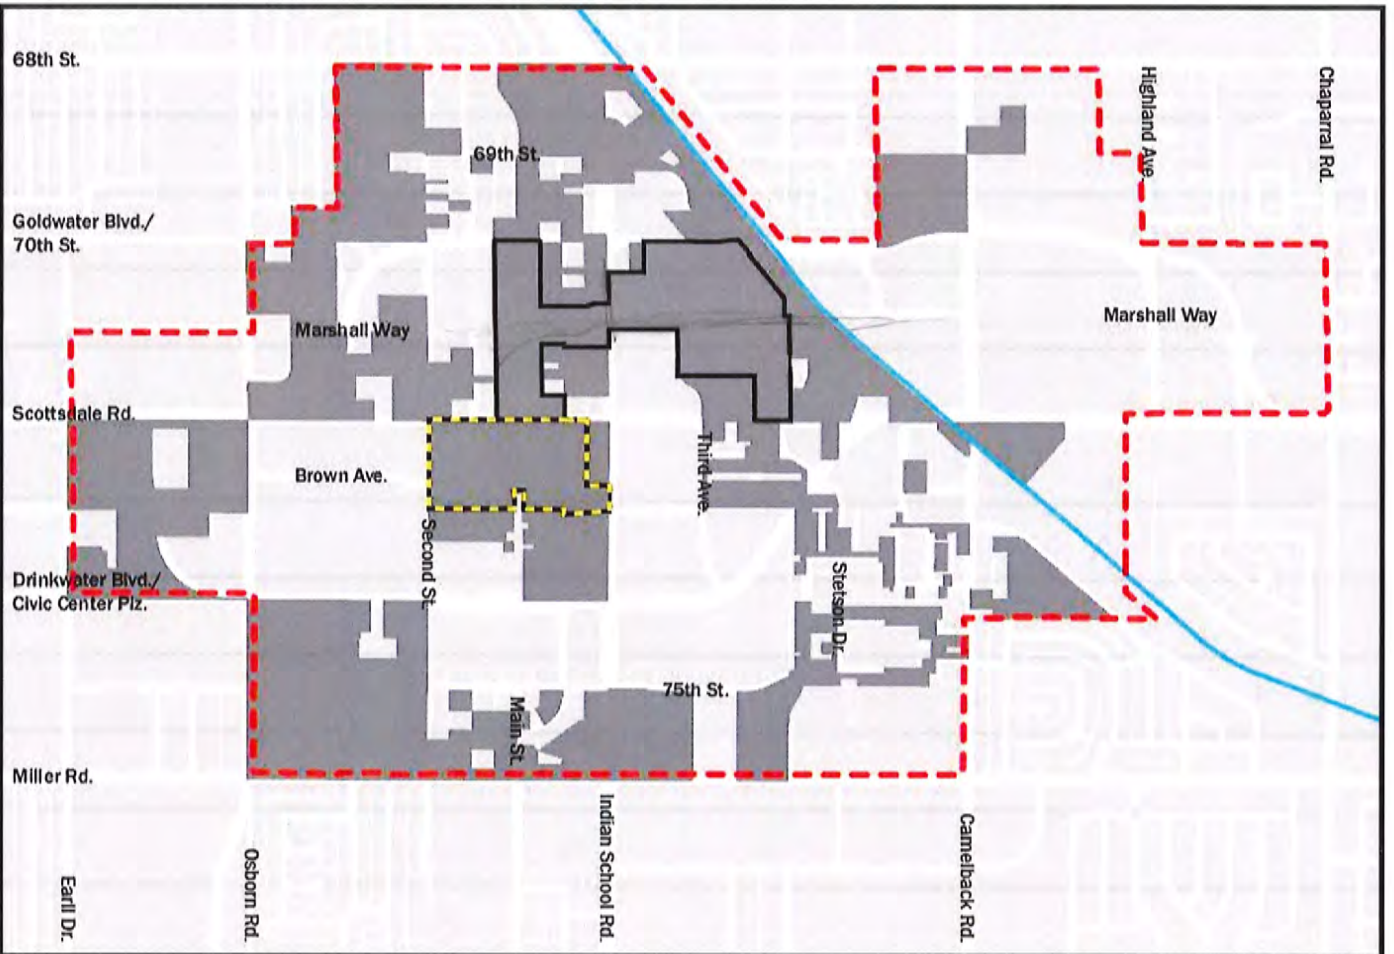 68th St.
Highland Ave.
Chaparral Rd.
69th St.
Goldwater Blvd./
70th St.
Marshall Way
Marshall Way
Scottsdale Rd.
Brown Ave.
Third Ave.
Second St.
Stetson Dr.
Drinkwater Blvd./
Civic Center Plz.
75th St.
Main St.
Miller Rd.
Indian School Rd.
Camelback Rd.
Osborn Rd.
Earll Dr.